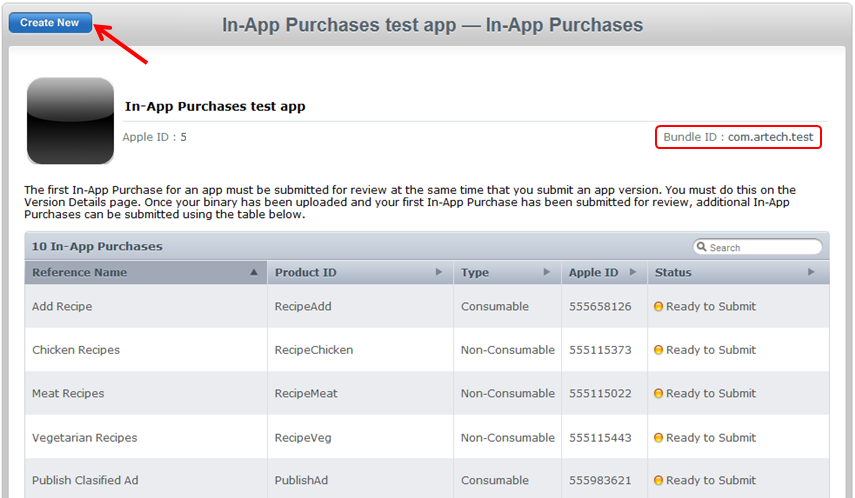 Create New
In-App Purchases test app — In-App Purchases
In-App Purchases test app
Apple ID : 5
Bundle ID : com.artech.test
The first In-App Purchase for an app must be submitted for review at the same time that you submit an app version. You must do this on the
Version Details page. Once your binary has been uploaded and your first In-App Purchase has been submitted for review, additional In-App
Purchases can be submitted using the table below.
10 In-App Purchases
Search
Reference Name Product ID Type Apple ID Status
Add Recipe RecipeAdd Consumable 555658126 Ready to Submit
Chicken Recipes RecipeChicken Non-Consumable 555115373 Ready to Submit
Meat Recipes RecipeMeat Non-Consumable 555115022 Ready to Submit
Vegetarian Recipes RecipeVeg Non-Consumable 555115443 Ready to Submit
Publish Clasified Ad PublishAd Consumable 555983621 Ready to Submit